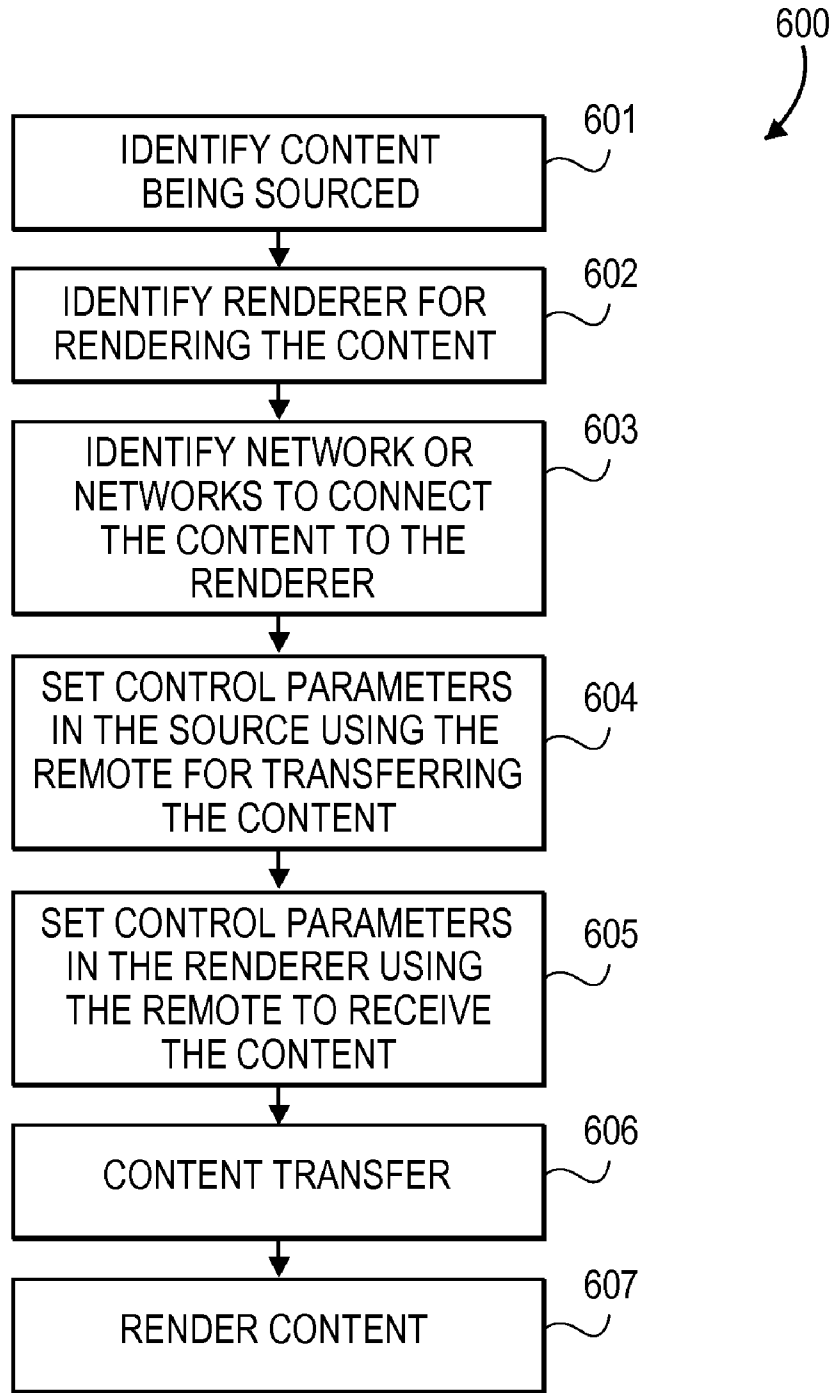 600
601
IDENTIFY CONTENT
BEING SOURCED
602
IDENTIFY RENDERER FOR
RENDERING THE CONTENT
603
IDENTIFY NETWORK OR
NETWORKS TO CONNECT
THE CONTENT TO THE
RENDERER
604
SET CONTROL PARAMETERS
IN THE SOURCE USING THE
REMOTE FOR TRANSFERRING
THE CONTENT
605
SET CONTROL PARAMETERS
IN THE RENDERER USING
THE REMOTE TO RECEIVE
THE CONTENT
606
CONTENT TRANSFER
607
RENDER CONTENT